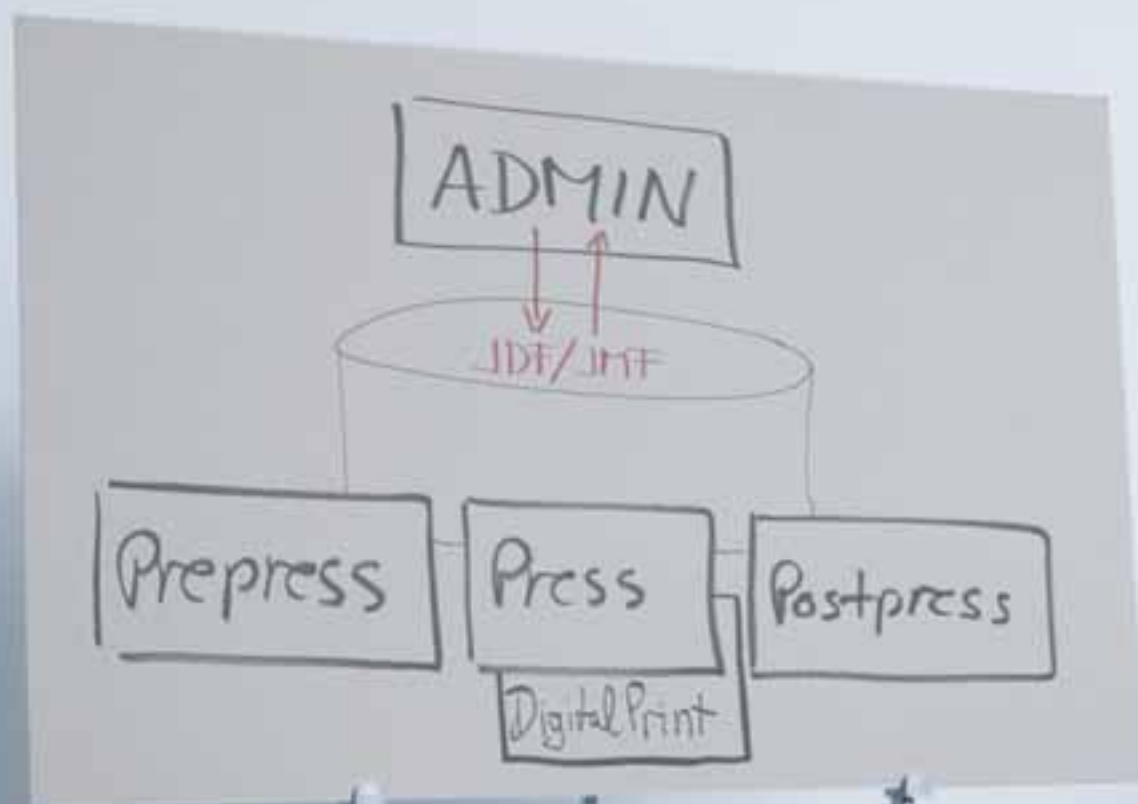 ADMIN
JDF/JMF
Prepress
Press
Postpress
Digital Print